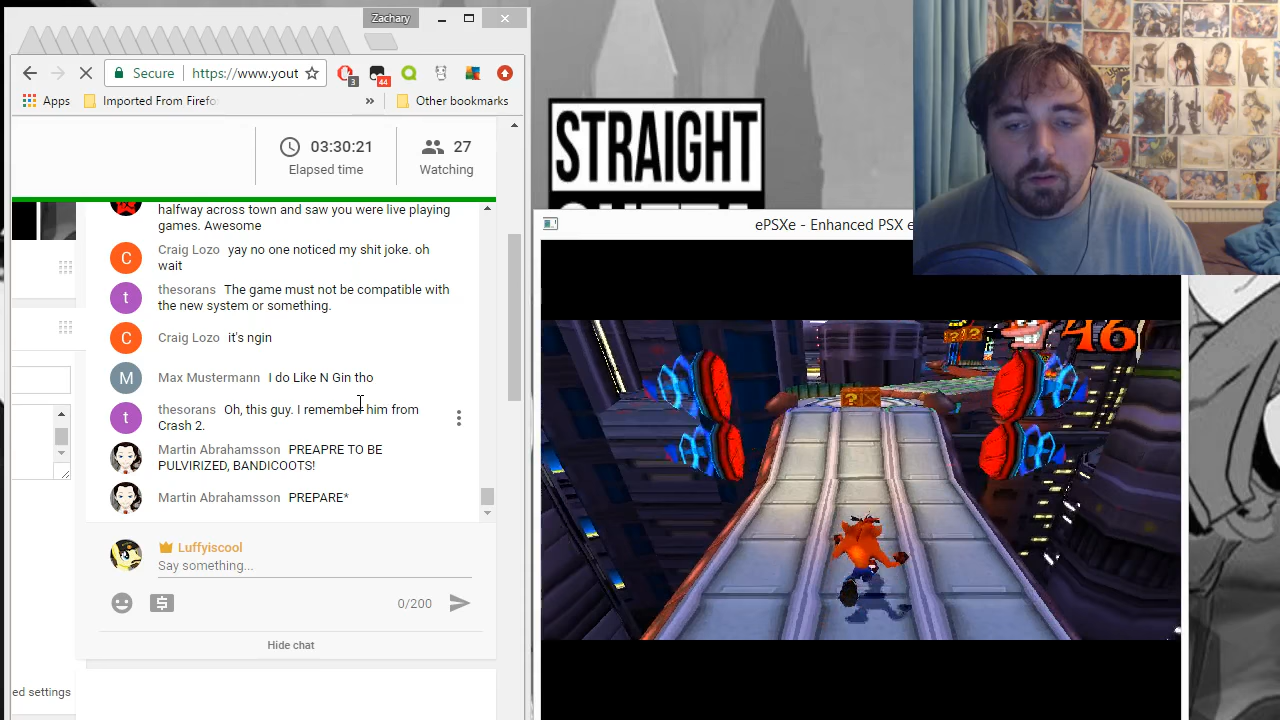 Zachary
Secure https://www.yout
3
44
Apps Imported From Firefo » Other bookmarks
03:30:21
Elapsed time
27
Watching
halfway across town and saw you were live playing
games. Awesome
C Craig Lozo yay no one noticed my shit joke. oh
wait
t thesorans The game must not be compatible with
the new system or something.
C Craig Lozo it's ngin
M Max Mustermann I do Like N Gin tho
t thesorans Oh, this guy. I remember him from
Crash 2.
Martin Abrahamsson PREAPRE TO BE
PULVIRIZED, BANDICOOTS!
Martin Abrahamsson PREPARE*
Luffyiscool
Say something...
0/200
Hide chat
ed settings
STRAIGHT
ePSXe - Enhanced PSX e
46
?